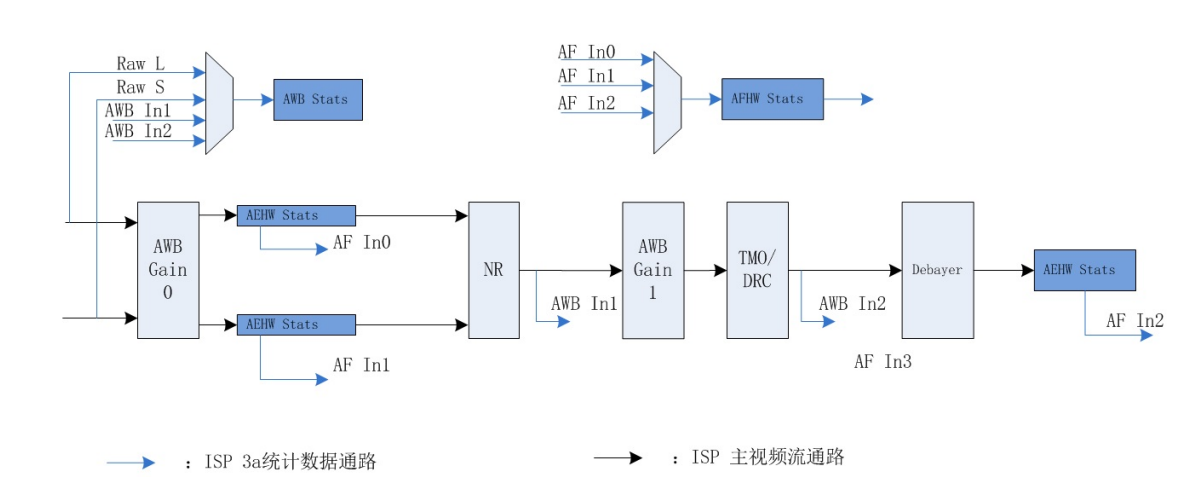 Raw L
Raw S
AWB In1
AWB In2
AWB Stats
AF In0
AF In1
AF In2
AFHW Stats
AWB
Gain
0
AEHW Stats
AF In0
AEHW Stats
AF In1
NR
AWB In1
AWB
Gain
1
TMO/
DRC
AWB In2
AF In3
Debayer
AEHW Stats
AF In2
：ISP 3a统计数据通路
：ISP 主视频流通路